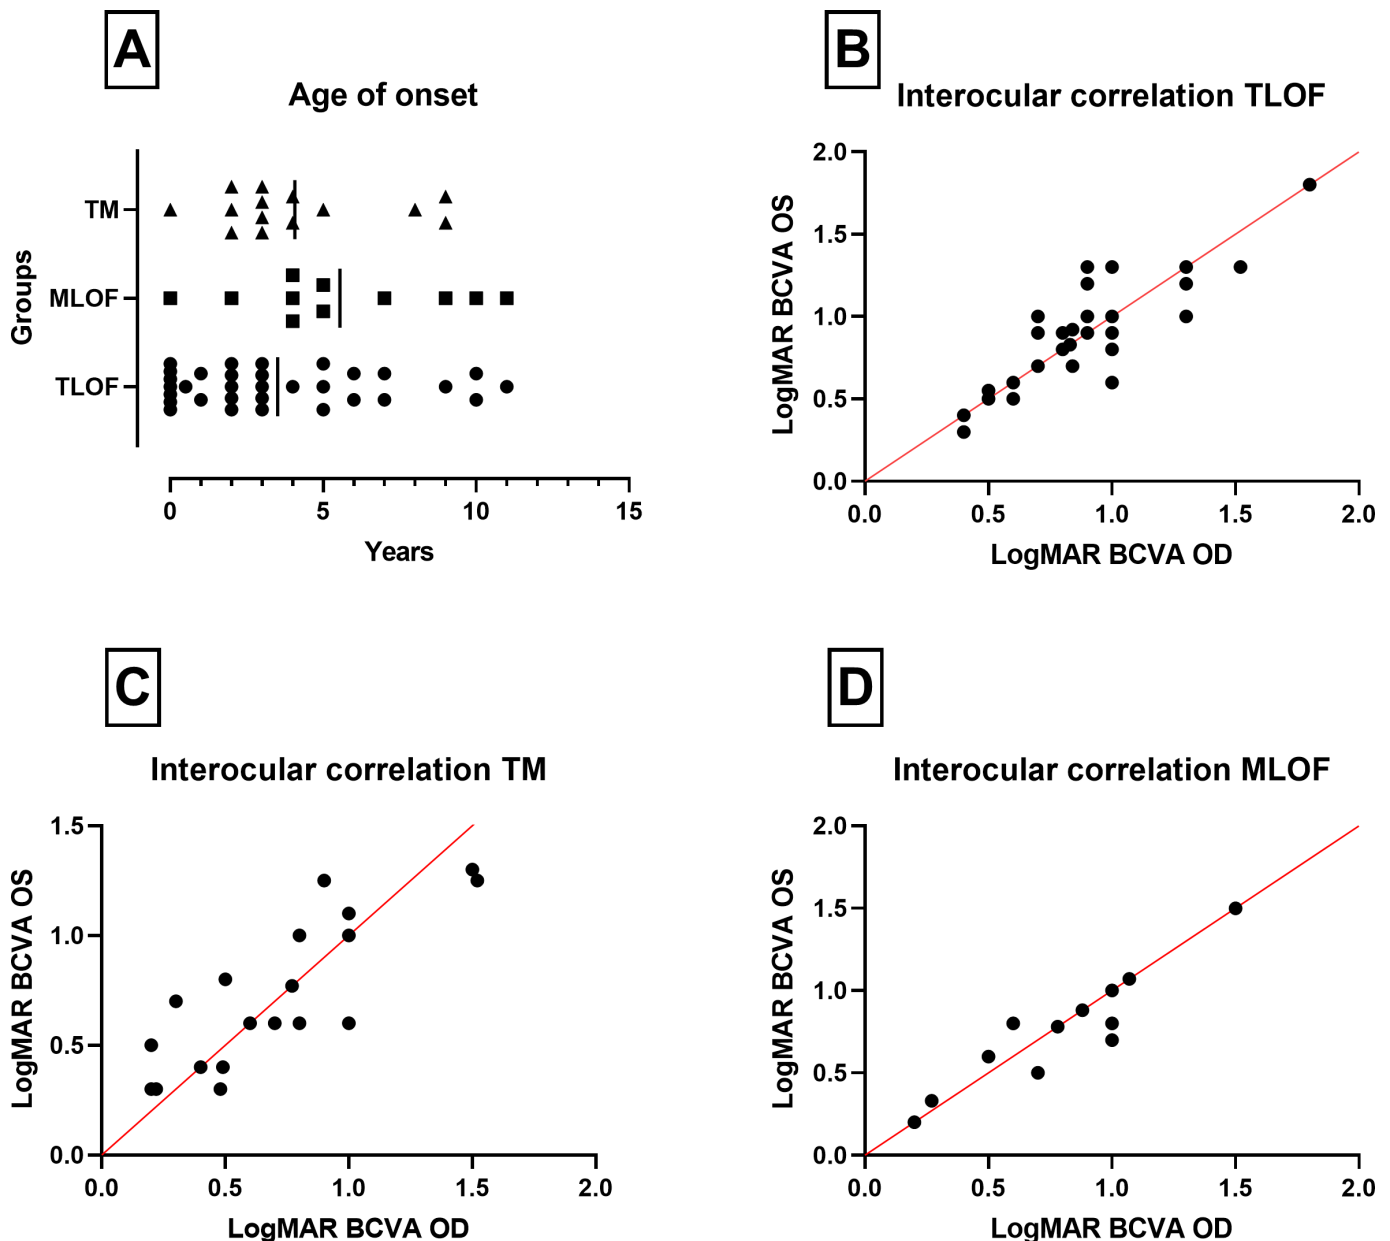 A
Age of onset
Groups
TM
MLOF
TLOF
0 5 10 15
Years
B
Interocular correlation TLOF
LogMAR BCVA OS
2.0
1.5
1.0
0.5
0.0
0.0 0.5 1.0 1.5 2.0
LogMAR BCVA OD
C
Interocular correlation TM
LogMAR BCVA OS
1.5
1.0
0.5
0.0
0.0 0.5 1.0 1.5 2.0
LogMAR BCVA OD
D
Interocular correlation MLOF
LogMAR BCVA OS
2.0
1.5
1.0
0.5
0.0
0.0 0.5 1.0 1.5 2.0
LogMAR BCVA OD